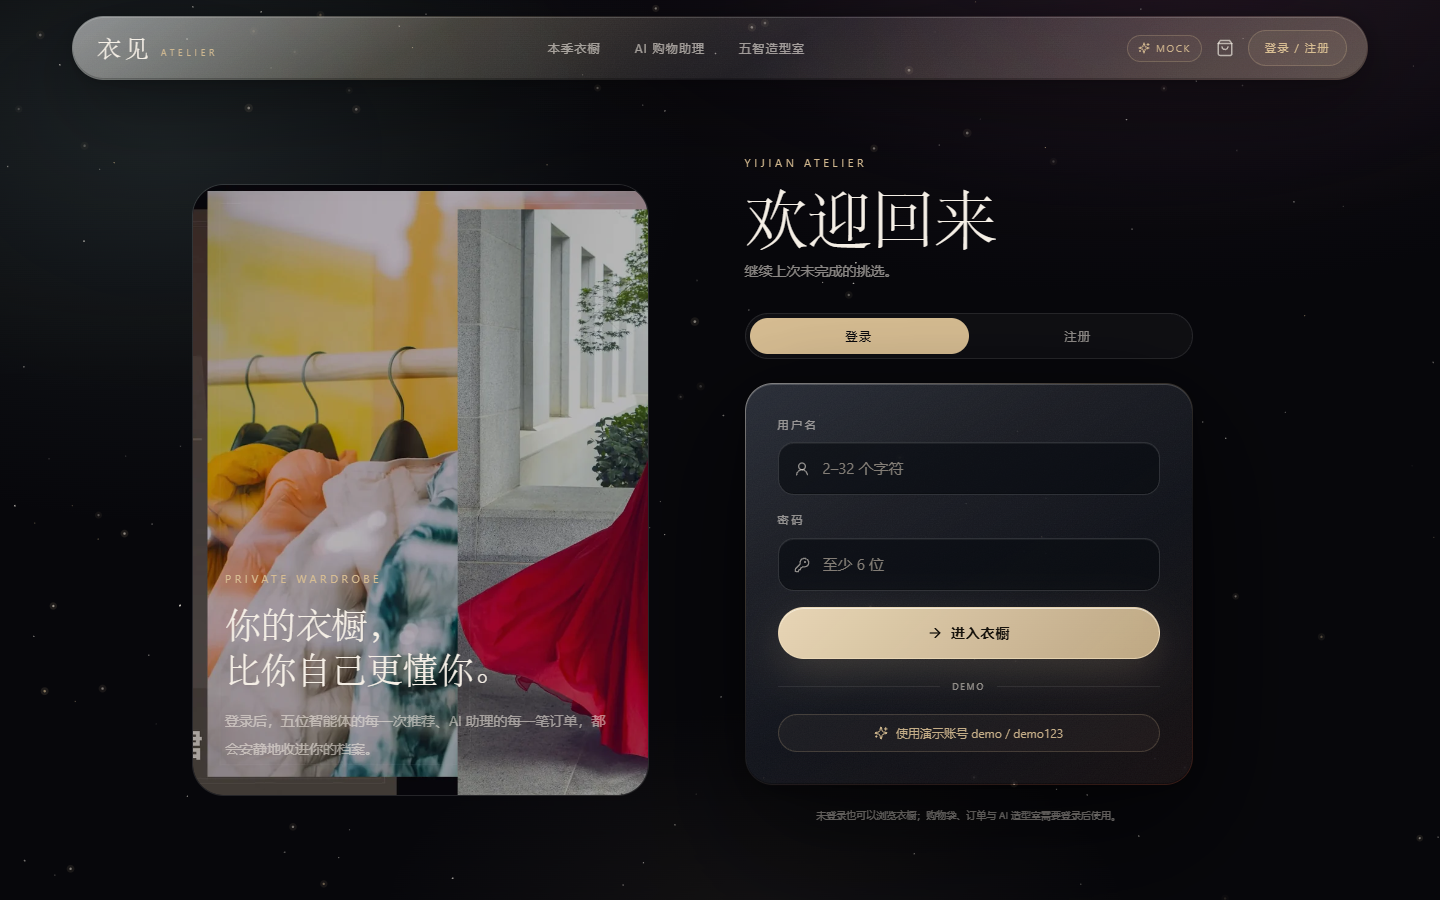 衣见 ATELIER
本季衣橱
AI 购物助理
五智造型室
MOCK
登录 / 注册
YIJIAN ATELIER
欢迎回来
继续上次未完成的挑选。
登录
注册
用户名
2–32 个字符
密码
至少 6 位
进入衣橱
DEMO
使用演示账号 demo / demo123
未登录也可以浏览衣橱；购物袋、订单与 AI 造型室需要登录后使用。
PRIVATE WARDROBE
你的衣橱，
比你自己更懂你。
登录后，五位智能体的每一次推荐、AI 助理的每一笔订单，都
会安静地收进你的档案。